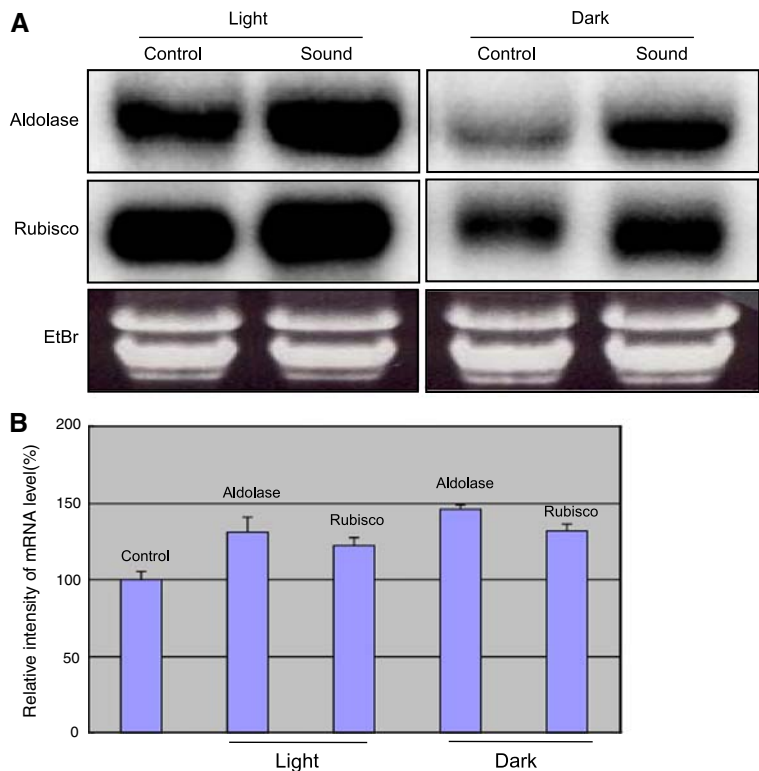 A
Light Dark
Control Sound Control Sound
Aldolase
Rubisco
EtBr
B
Relative intensity of mRNA level(%)
200
150
100
50
0
Control
Aldolase
Rubisco
Aldolase
Rubisco
Light Dark